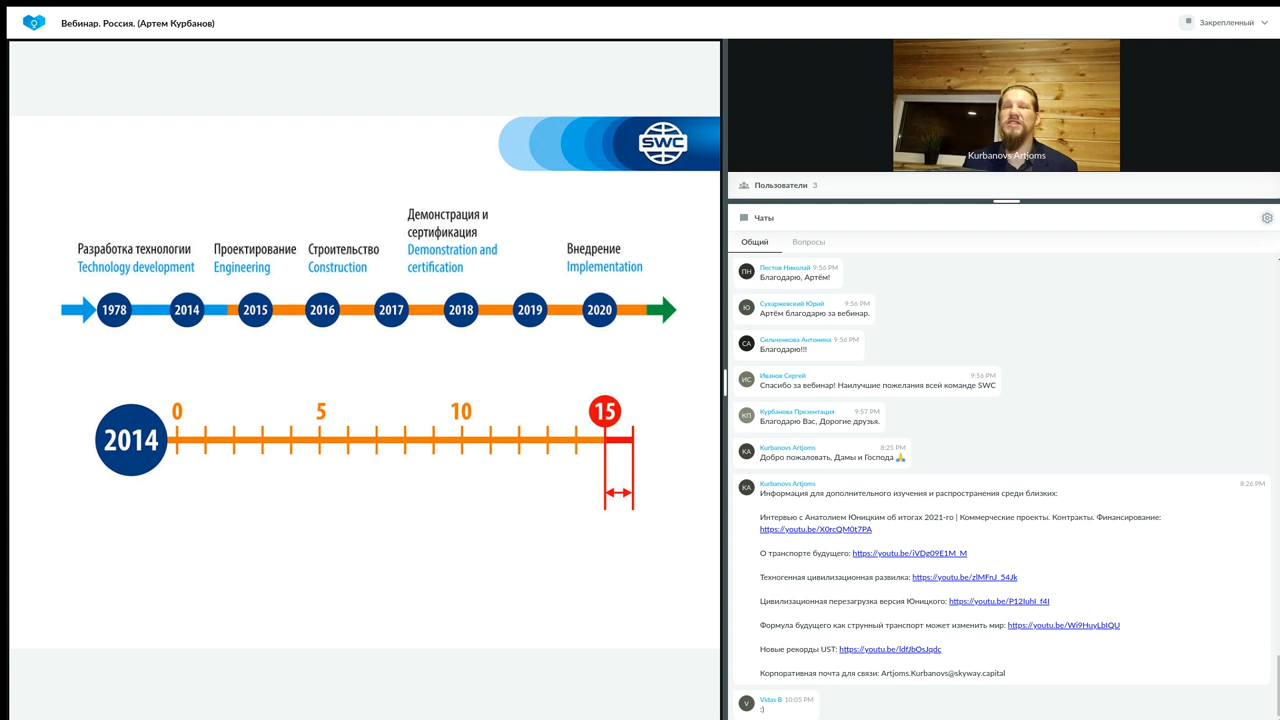 Вебинар. Россия. (Артем Курбанов)
Закрепленный
SWC
Разработка технологии
Technology development
Проектирование
Engineering
Строительство
Construction
Демонстрация и
сертификация
Demonstration and
certification
Внедрение
Implementation
1978 2014 2015 2016 2017 2018 2019 2020
2014 0 5 10 15
Kurbanovs Artjoms
Пользователи 3
Чаты
Общий Вопросы
ПН Пестов Николай 9:56 PM
Благодарю, Артём!
Ю Сухаржевский Юрий 9:56 PM
Артём благодарю за вебинар.
СА Сильченкова Антонина 9:56 PM
Благодарю!!!
ИС Иванов Сергей 9:56 PM
Спасибо за вебинар! Наилучшие пожелания всей команде SWC
КП Курбанова Презентация 9:57 PM
Благодарю Вас, Дорогие друзья.
KA Kurbanovs Artjoms 8:25 PM
Добро пожаловать, Дамы и Господа 🙏
KA Kurbanovs Artjoms 8:26 PM
Информация для дополнительного изучения и распространения среди близких:
Интервью с Анатолием Юницким об итогах 2021-го | Коммерческие проекты. Контракты. Финансирование:
https://youtu.be/X0rcQM0t7PA
О транспорте будущего: https://youtu.be/iVDg09E1M_M
Техногенная цивилизационная развилка: https://youtu.be/zlMFnJ_54Jk
Цивилизационная перезагрузка версия Юницкого: https://youtu.be/P12IuhI_f4I
Формула будущего как струнный транспорт может изменить мир: https://youtu.be/Wi9HuyLbIQU
Новые рекорды UST: https://youtu.be/ldfJbOsJqdc
Корпоративная почта для связи: Artjoms.Kurbanovs@skyway.capital
V Vidas B 10:05 PM
:)